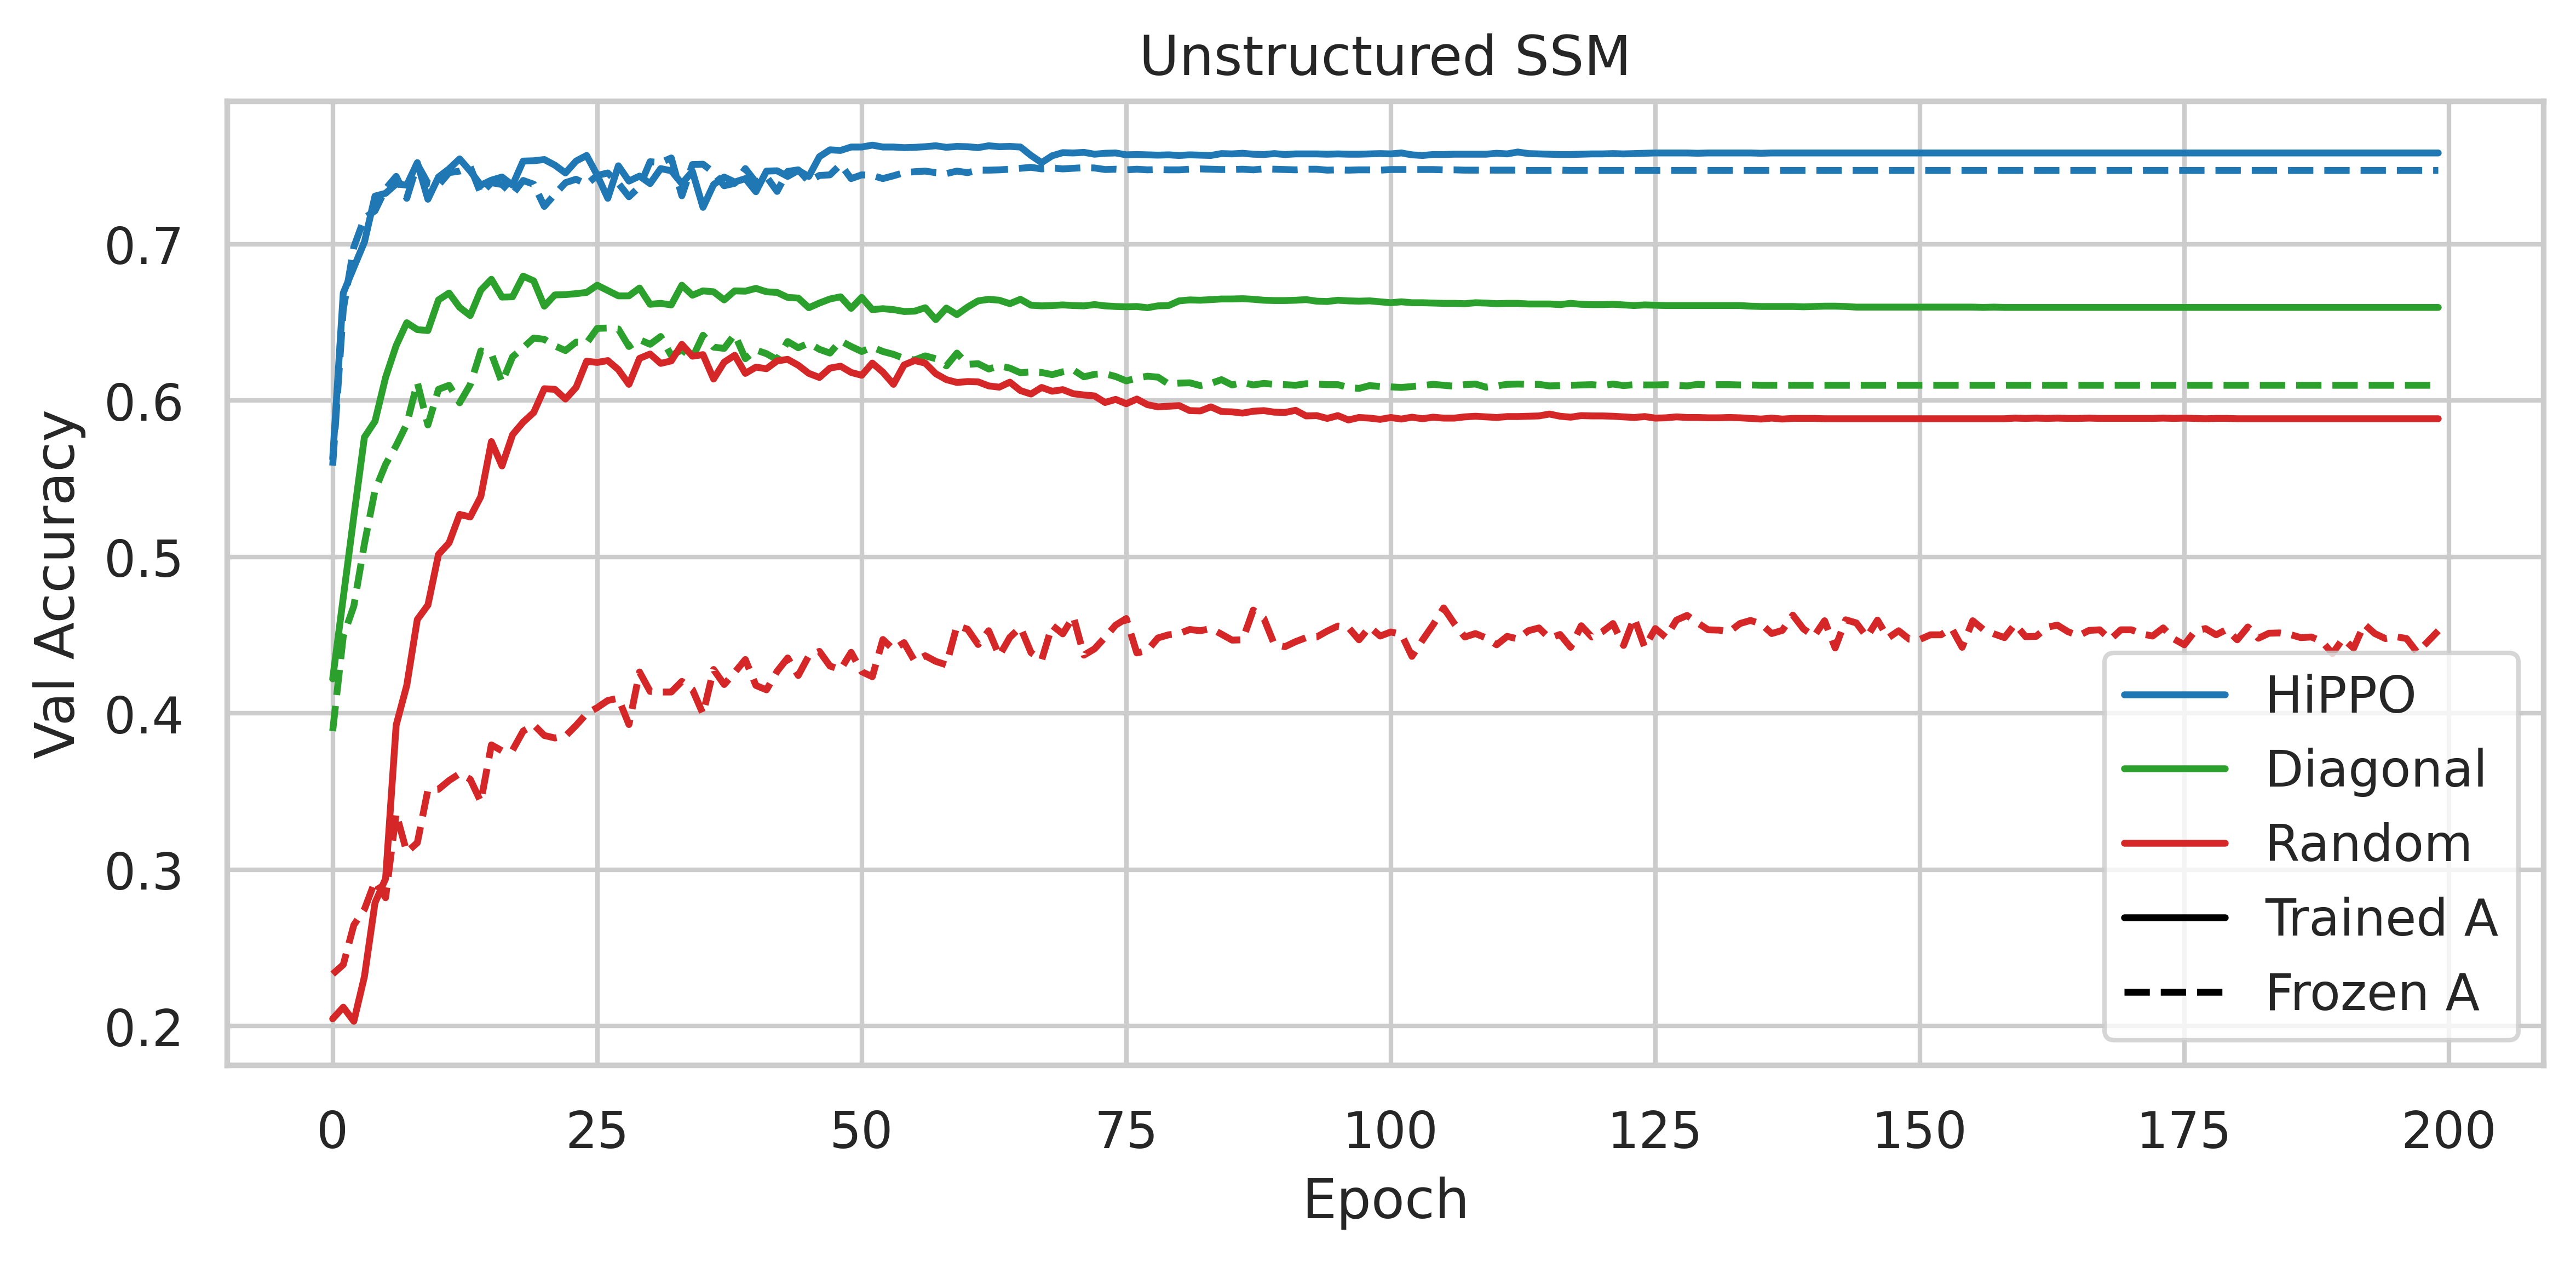 Unstructured SSM
Val Accuracy
0.7
0.6
0.5
0.4
0.3
0.2
0
25
50
75
100
125
150
175
200
Epoch
HiPPO
Diagonal
Random
Trained A
Frozen A